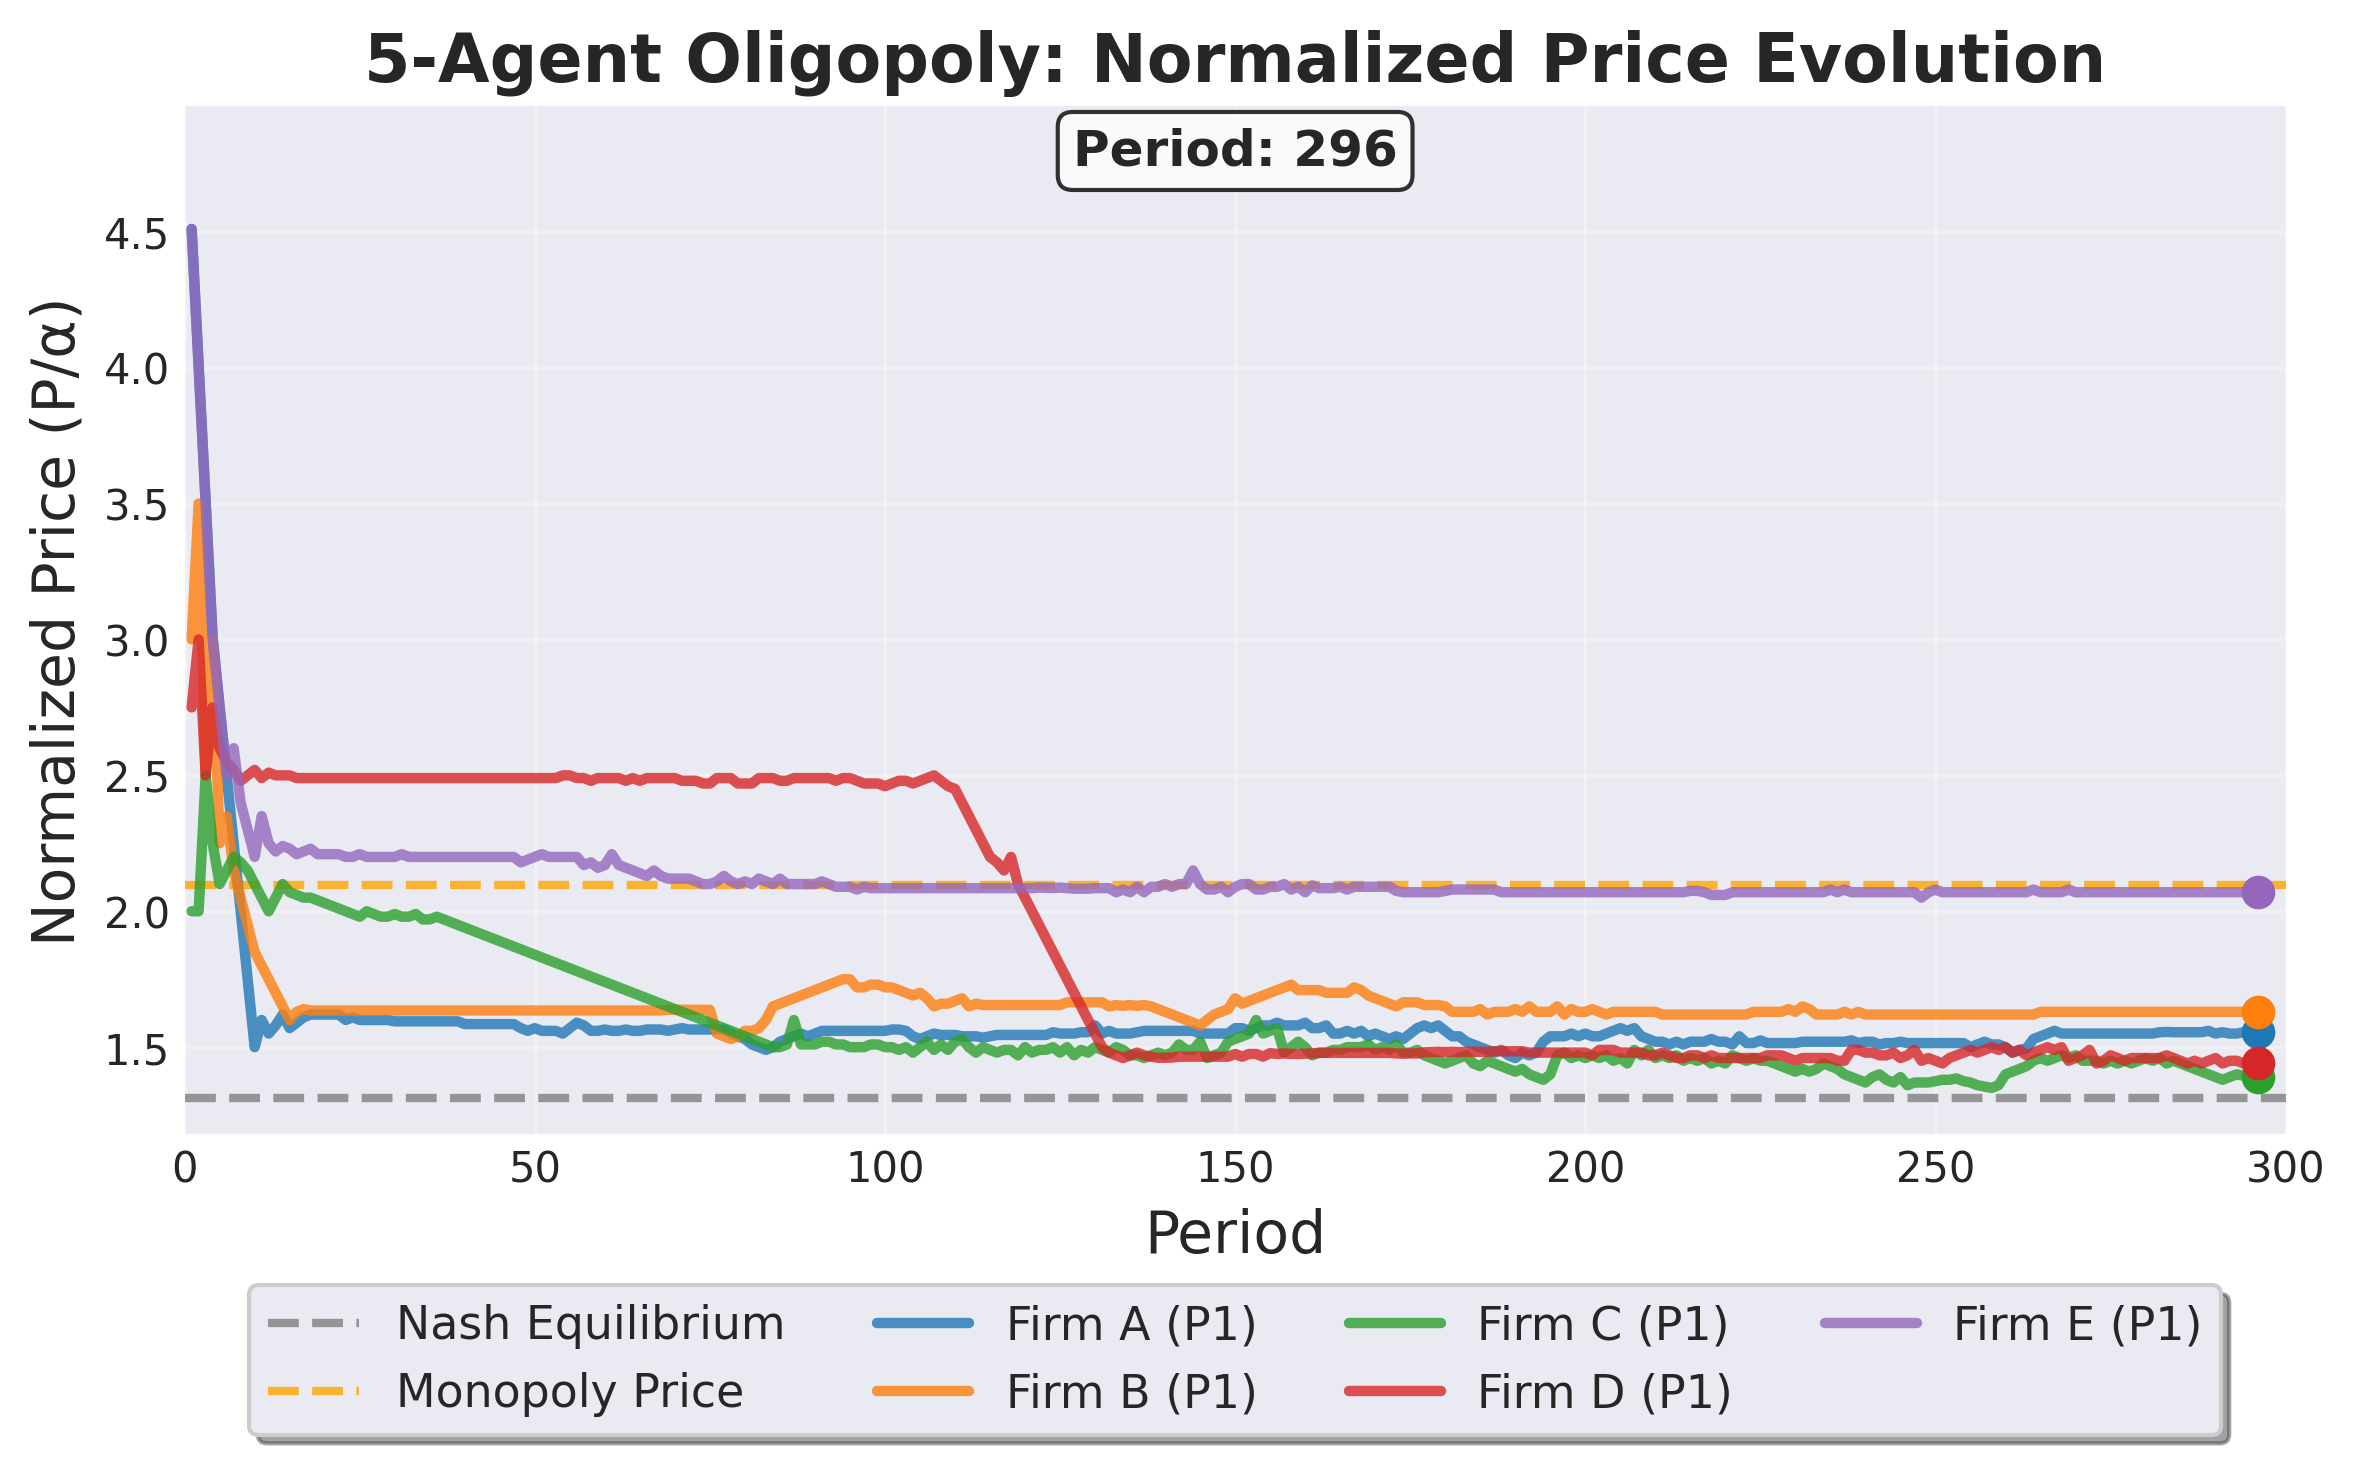 5-Agent Oligopoly: Normalized Price Evolution
Period: 296
Normalized Price (P/α)
4.5
4.0
3.5
3.0
2.5
2.0
1.5
0 50 100 150 200 250 300
Period
Nash Equilibrium Firm A (P1) Firm C (P1) Firm E (P1)
Monopoly Price Firm B (P1) Firm D (P1)